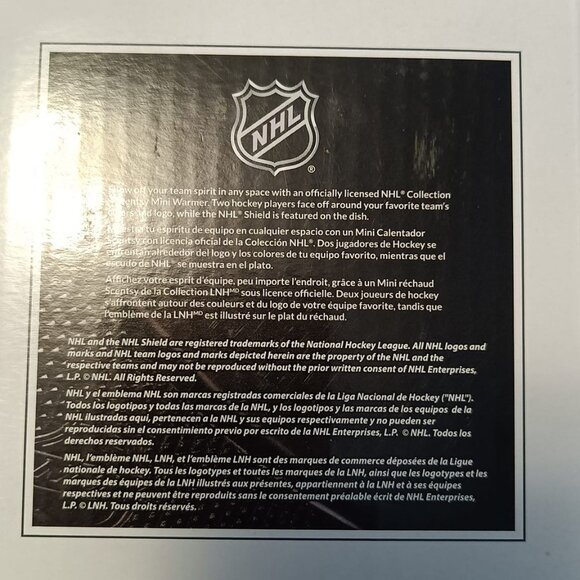 NHL
®
your team spirit in any space with an officially licensed NHL® Collection
Scentsy Mini Warmer. Two hockey players face off around your favorite team's
and logo, while the NHL® Shield is featured on the dish.
Muestra tu espíritu de equipo en cualquier espacio con un Mini Calentador
Scentsy con licencia oficial de la Colección NHL®. Dos jugadores de Hockey se
enfrentan alrededor del logo y los colores de tu equipo favorito, mientras que el
escudo de NHL® se muestra en el plato.
Affichez votre esprit d'équipe, peu importe l'endroit, grâce à un Mini réchaud
Scentsy de la Collection LNHᴹᴰ sous licence officielle. Deux joueurs de hockey
s'affrontent autour des couleurs et du logo de votre équipe favorite, tandis que
l'emblème de la LNHᴹᴰ est illustré sur le plat du réchaud.
NHL and the NHL Shield are registered trademarks of the National Hockey League. All NHL logos and
marks and NHL team logos and marks depicted herein are the property of the NHL and the
respective teams and may not be reproduced without the prior written consent of NHL Enterprises,
L.P. © NHL. All Rights Reserved.
NHL y el emblema NHL son marcas registradas comerciales de la Liga Nacional de Hockey ("NHL").
Todos los logotipos y todas las marcas de la NHL, y los logotipos y las marcas de los equipos de la
NHL ilustradas aquí, pertenecen a la NHL y sus equipos respectivamente y no pueden ser
reproducidas sin el consentimiento previo por escrito de la NHL Enterprises, L.P. © NHL. Todos los
derechos reservados.
NHL, l'emblème NHL, LNH, et l'emblème LNH sont des marques de commerce déposées de la Ligue
nationale de hockey. Tous les logotypes et toutes les marques de la LNH, ainsi que les logotypes et les
marques des équipes de la LNH illustrés aux présentes, appartiennent à la LNH et à ses équipes
respectives et ne peuvent être reproduits sans le consentement préalable écrit de NHL Enterprises,
L.P. © LNH. Tous droits réservés.